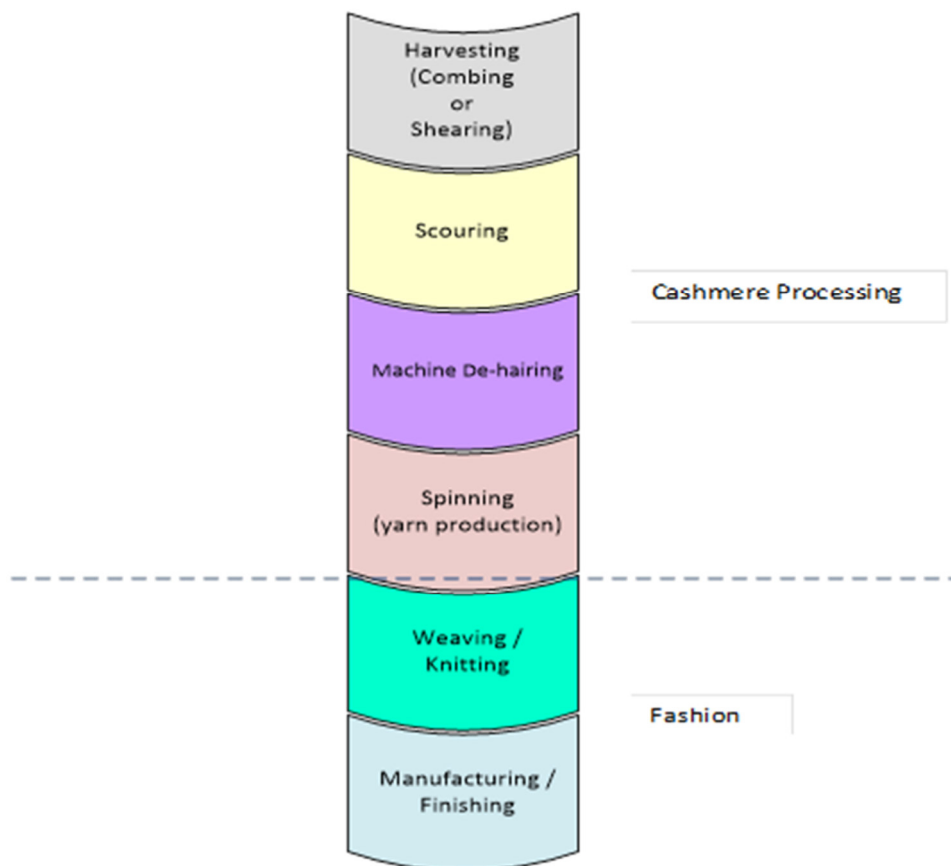 Harvesting
(Combing
or
Shearing)
Scouring
Cashmere Processing
Machine De-hairing
Spinning
(yarn production)
Weaving /
Knitting
Fashion
Manufacturing /
Finishing